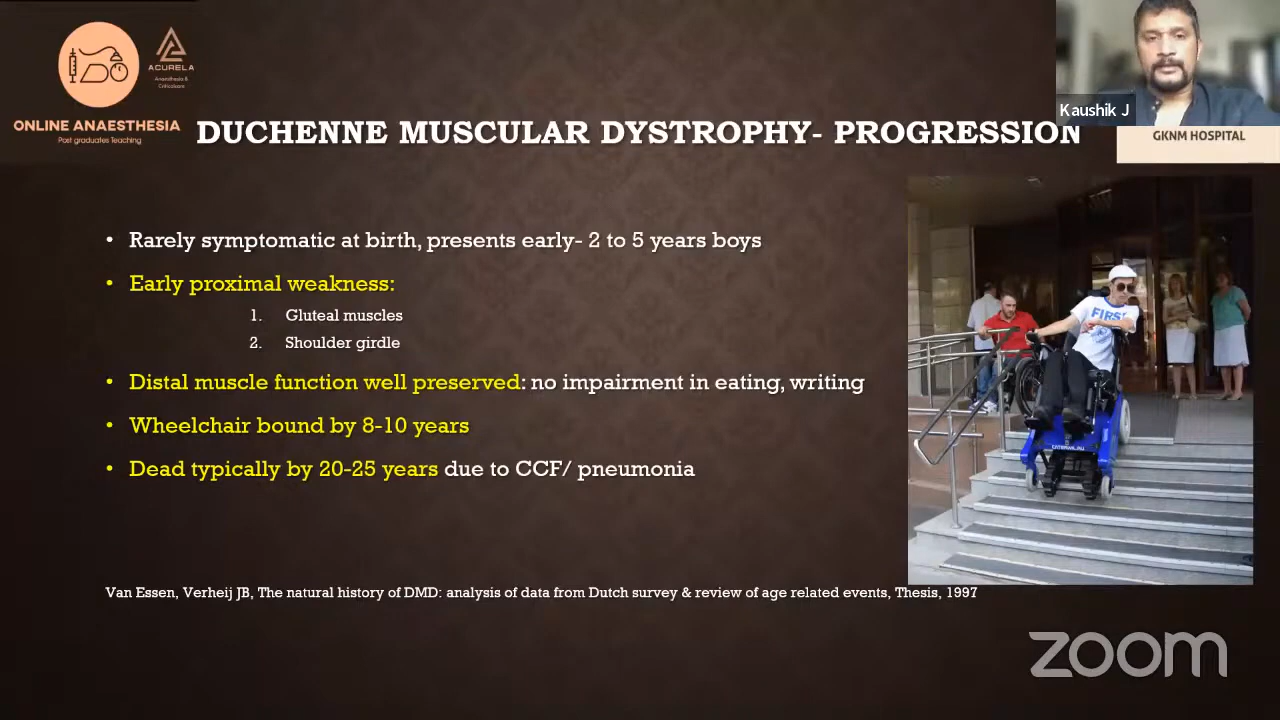 ACURELA
Anaesthesia &
Criticalcare
ONLINE ANAESTHESIA
Post graduates Teaching
Kaushik J
GKNM HOSPITAL
DUCHENNE MUSCULAR DYSTROPHY- PROGRESSION
• Rarely symptomatic at birth, presents early- 2 to 5 years boys
• Early proximal weakness:
1. Gluteal muscles
2. Shoulder girdle
• Distal muscle function well preserved: no impairment in eating, writing
• Wheelchair bound by 8-10 years
• Dead typically by 20-25 years due to CCF/ pneumonia
FIRST
Van Essen, Verheij JB, The natural history of DMD: analysis of data from Dutch survey & review of age related events, Thesis, 1997
zoom